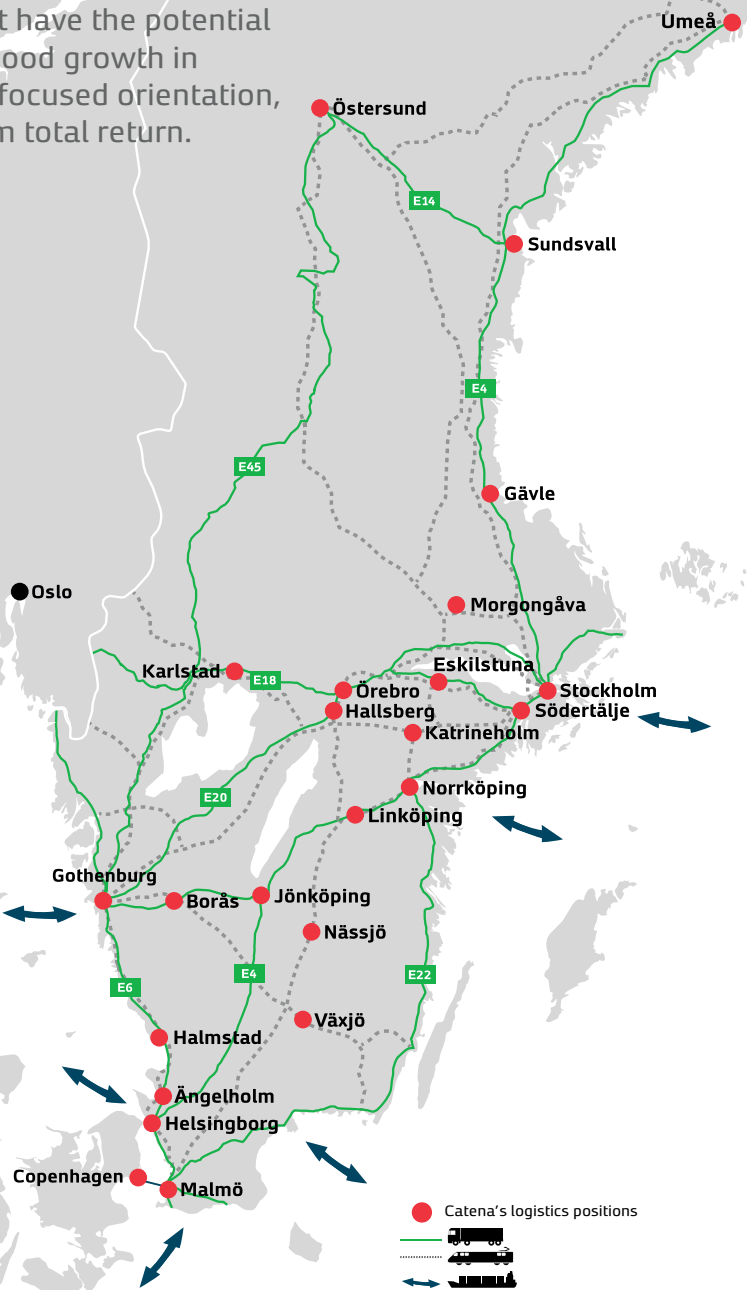 t have the potential
ood growth in
focused orientation,
m total return.
Umeå
Östersund
E14
Sundsvall
E4
E45
Gävle
Oslo
Morgongåva
Eskilstuna
Karlstad
E18
Örebro
Stockholm
Hallsberg
Södertälje
Katrineholm
Norrköping
E20
Linköping
Gothenburg
Borås
Jönköping
Nässjö
E4
E22
E6
Växjö
Halmstad
Ängelholm
Helsingborg
Copenhagen
Malmö
Catena's logistics positions